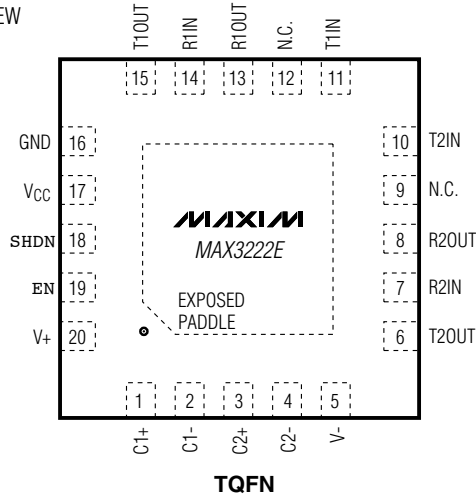 EW
T1OUT
R1IN
R1OUT
N.C.
T1IN
15
14
13
12
11
GND 16
VCC 17
SHDN 18
EN 19
V+ 20
10 T2IN
9 N.C.
8 R2OUT
7 R2IN
6 T2OUT
MAXIM
MAX3222E
EXPOSED
PADDLE
1
2
3
4
5
C1+
C1-
C2+
C2-
V-
TQFN